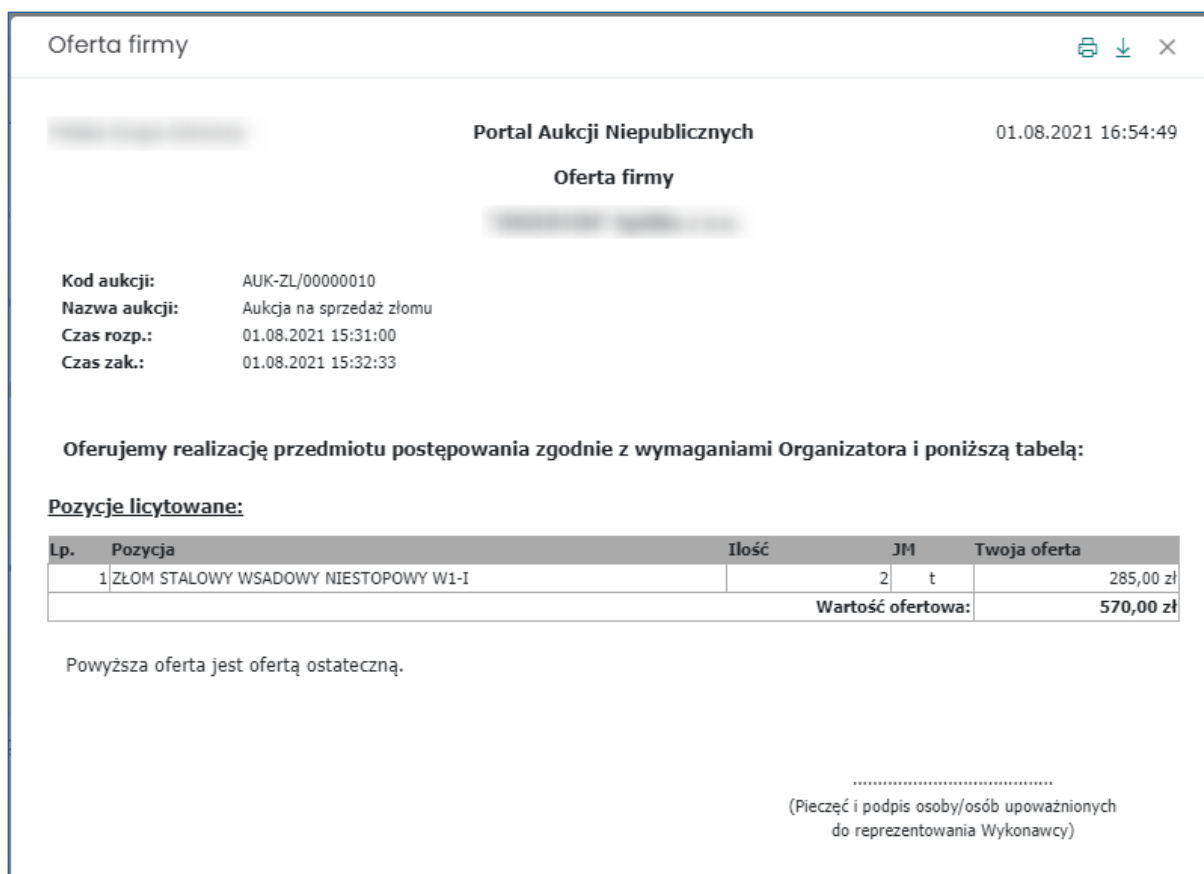 Oferta firmy
Portal Aukcji Niepublicznych 01.08.2021 16:54:49
Oferta firmy
Kod aukcji: AUK-ZL/00000010
Nazwa aukcji: Aukcja na sprzedaż złomu
Czas rozp.: 01.08.2021 15:31:00
Czas zak.: 01.08.2021 15:32:33
Oferujemy realizację przedmiotu postępowania zgodnie z wymaganiami Organizatora i poniższą tabelą:
Pozycje licytowane:
Lp. Pozycja Ilość JM Twoja oferta
1 ZŁOM STALOWY WSADOWY NIESTOPOWY W1-I 2 t 285,00 zł
Wartość ofertowa: 570,00 zł
Powyższa oferta jest ofertą ostateczną.
........................................
(Pieczęć i podpis osoby/osób upoważnionych
do reprezentowania Wykonawcy)